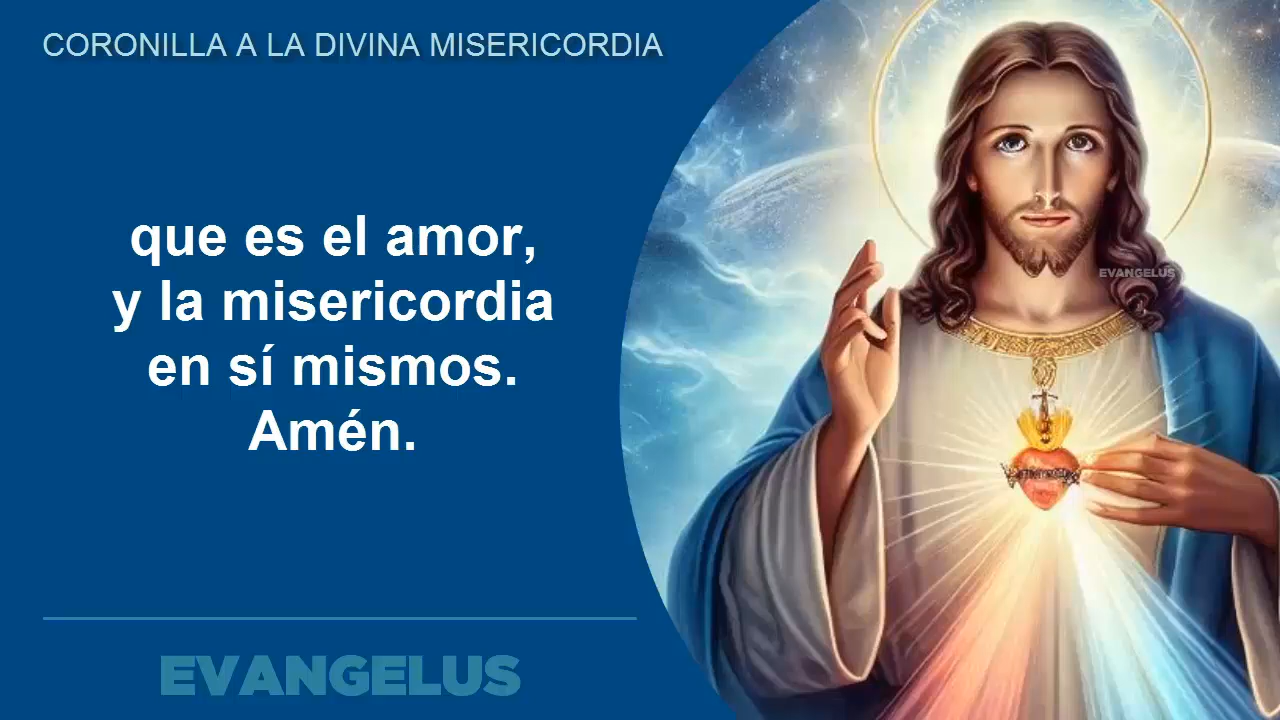 CORONILLA A LA DIVINA MISERICORDIA
que es el amor,
y la misericordia
en sí mismos.
Amén.
EVANGELUS
EVANGELUS